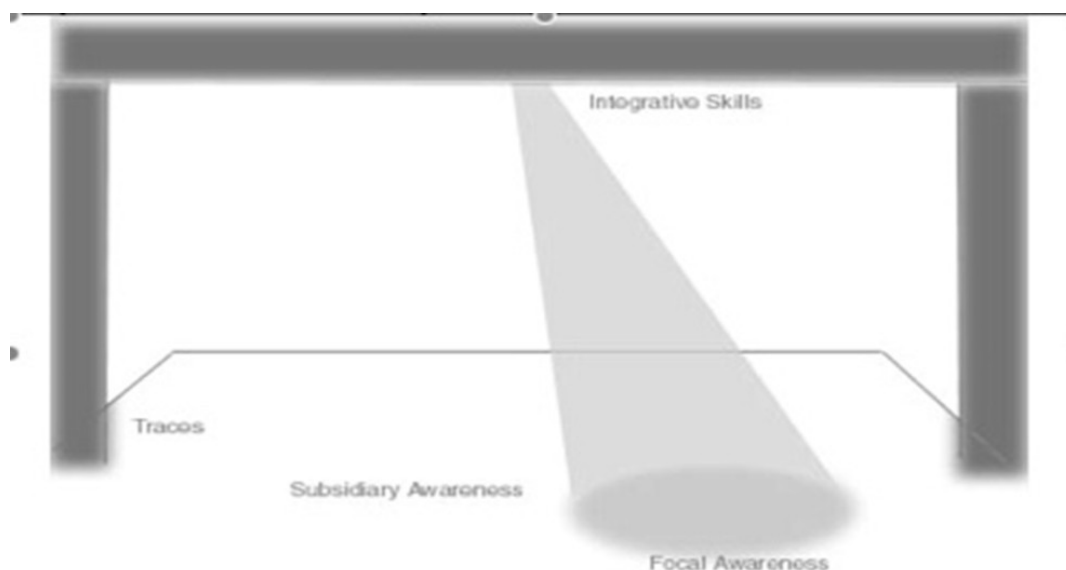 Integrative Skills
Traces
Subsidiary Awareness
Focal Awareness